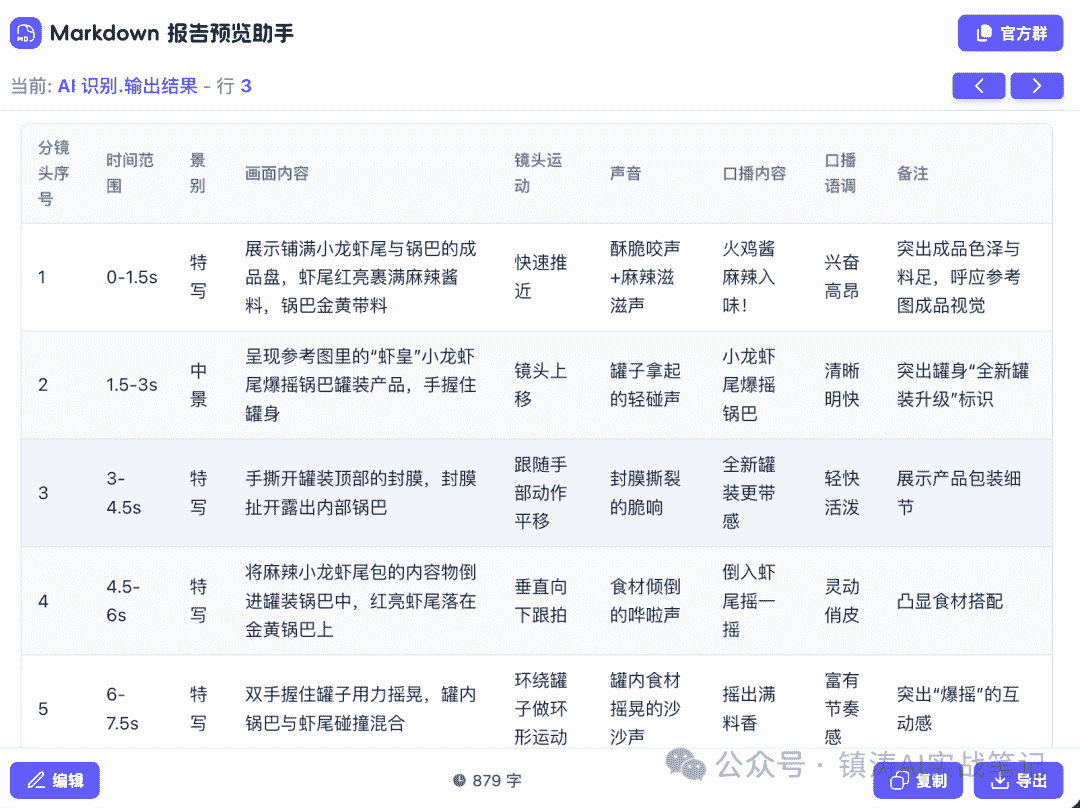 MD
Markdown 报告预览助手
官方群
当前: AI 识别.输出结果 - 行 3
分镜
头序
号
时间范
围
景
别
画面内容
镜头运
动
声音
口播内容
口播
语调
备注
1
0-1.5s
特
写
展示铺满小龙虾尾与锅巴的成
品盘，虾尾红亮裹满麻辣酱
料，锅巴金黄带料
快速推
近
酥脆咬声
+麻辣滋
滋声
火鸡酱
麻辣入
味！
兴奋
高昂
突出成品色泽与
料足，呼应参考
图成品视觉
2
1.5-3s
中
景
呈现参考图里的“虾皇”小龙虾
尾爆摇锅巴罐装产品，手握住
罐身
镜头上
移
罐子拿起
的轻碰声
小龙虾
尾爆摇
锅巴
清晰
明快
突出罐身“全新罐
装升级”标识
3
3-
4.5s
特
写
手撕开罐装顶部的封膜，封膜
扯开露出内部锅巴
跟随手
部动作
平移
封膜撕裂
的脆响
全新罐
装更带
感
轻快
活泼
展示产品包装细
节
4
4.5-
6s
特
写
将麻辣小龙虾尾包的内容物倒
进罐装锅巴中，红亮虾尾落在
金黄锅巴上
垂直向
下跟拍
食材倾倒
的哗啦声
倒入虾
尾摇一
摇
灵动
俏皮
凸显食材搭配
5
6-
7.5s
特
写
双手握住罐子用力摇晃，罐内
锅巴与虾尾碰撞混合
环绕罐
子做环
形运动
罐内食材
摇晃的沙
沙声
摇出满
料香
富有
节奏
感
突出“爆摇”的互
动感
编辑
879 字
公众号 · 镇涛AI实战笔记
复制
导出